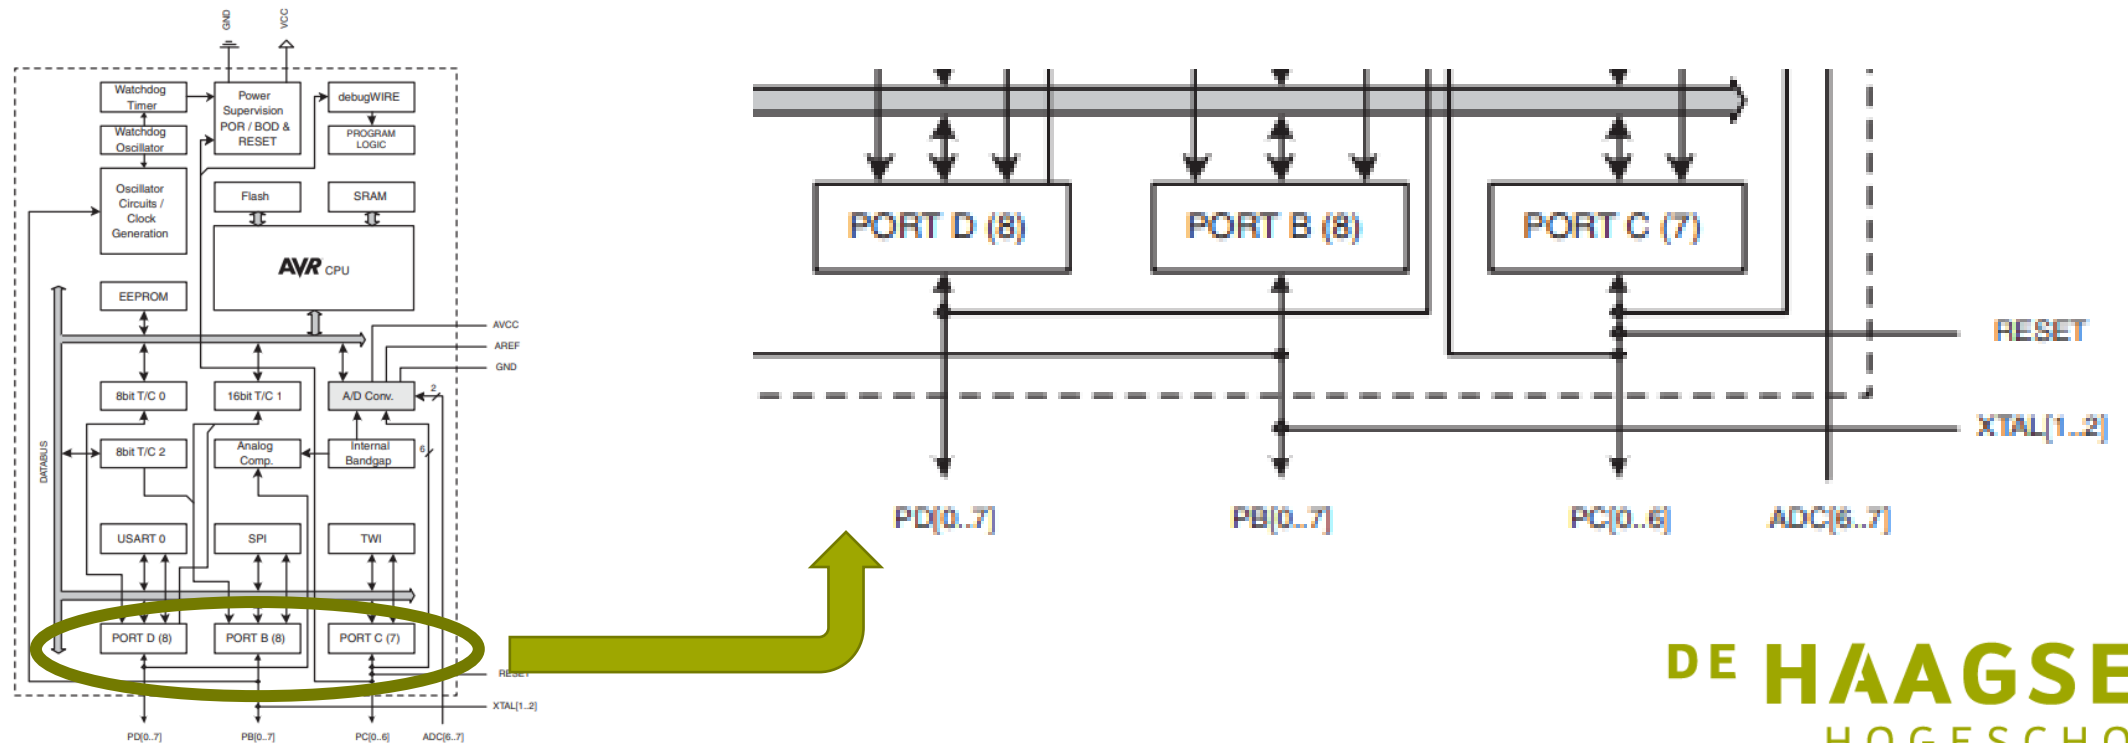 GND
VCC
Watchdog
Timer
Power
Supervision
POR / BOD &
RESET
debugWIRE
Watchdog
Oscillator
PROGRAM
LOGIC
Oscillator
Circuits /
Clock
Generation
Flash
SRAM
AVR CPU
EEPROM
AVCC
AREF
GND
8bit T/C 0
16bit T/C 1
A/D Conv.
2
DATABUS
8bit T/C 2
Analog
Comp.
Internal
Bandgap
6
USART 0
SPI
TWI
PORT D (8)
PORT B (8)
PORT C (7)
RESET
XTAL[1..2]
PD[0..7]
PB[0..7]
PC[0..6]
ADC[6..7]
PORT D (8)
PORT B (8)
PORT C (7)
RESET
XTAL[1..2]
PD[0..7]
PB[0..7]
PC[0..6]
ADC[6..7]
DE HAAGSE
HOGESCHO